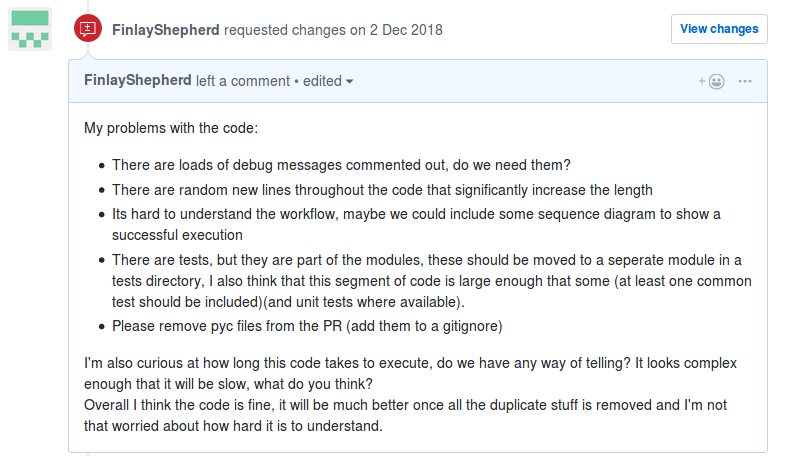 FinlayShepherd requested changes on 2 Dec 2018
View changes
FinlayShepherd left a comment • edited
My problems with the code:
• There are loads of debug messages commented out, do we need them?
• There are random new lines throughout the code that significantly increase the length
• Its hard to understand the workflow, maybe we could include some sequence diagram to show a
successful execution
• There are tests, but they are part of the modules, these should be moved to a seperate module in a
tests directory, I also think that this segment of code is large enough that some (at least one common
test should be included)(and unit tests where available).
• Please remove pyc files from the PR (add them to a gitignore)
I'm also curious at how long this code takes to execute, do we have any way of telling? It looks complex
enough that it will be slow, what do you think?
Overall I think the code is fine, it will be much better once all the duplicate stuff is removed and I'm not
that worried about how hard it is to understand.